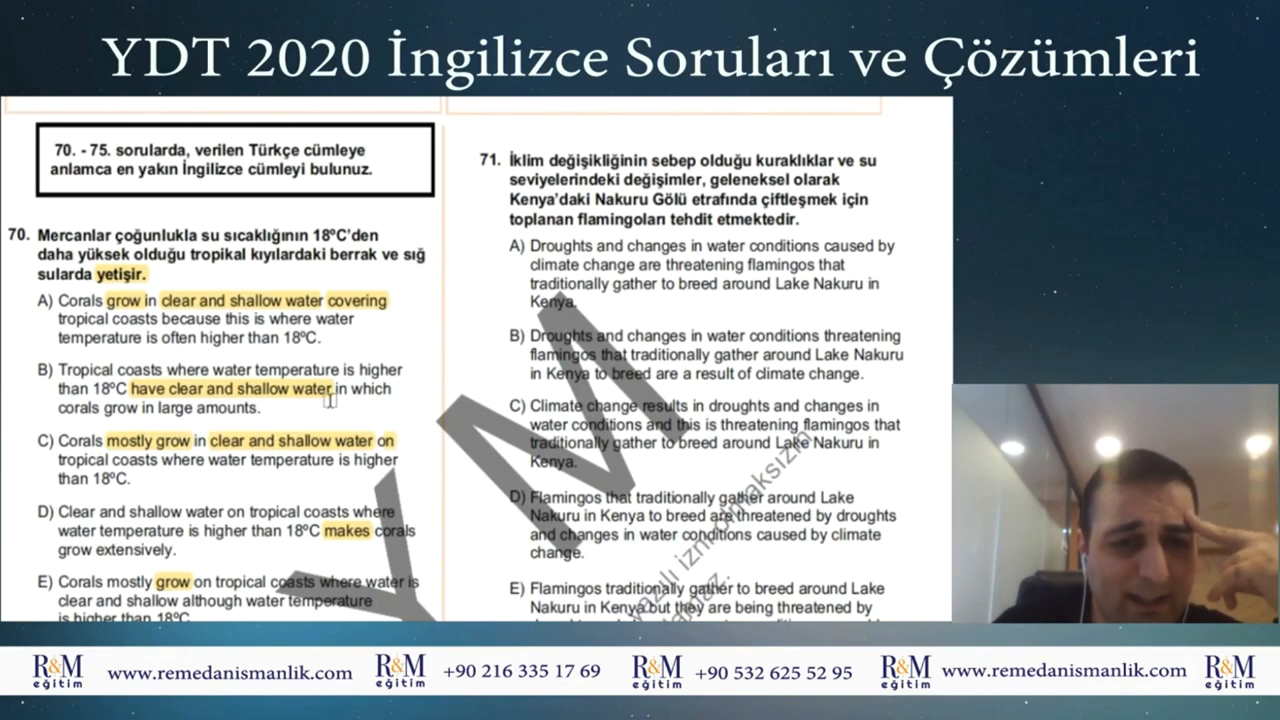 YDT 2020 İngilizce Soruları ve Çözümleri
70. - 75. sorularda, verilen Türkçe cümleye
anlamca en yakın İngilizce cümleyi bulunuz.
70. Mercanlar çoğunlukla su sıcaklığının 18ºC'den
daha yüksek olduğu tropikal kıyılardaki berrak ve sığ
sularda yetişir.
A) Corals grow in clear and shallow water covering
tropical coasts because this is where water
temperature is often higher than 18ºC.
B) Tropical coasts where water temperature is higher
than 18ºC have clear and shallow water in which
corals grow in large amounts.
C) Corals mostly grow in clear and shallow water on
tropical coasts where water temperature is higher
than 18ºC.
D) Clear and shallow water on tropical coasts where
water temperature is higher than 18ºC makes corals
grow extensively.
E) Corals mostly grow on tropical coasts where water is
clear and shallow although water temperature
is higher than 18ºC.
71. İklim değişikliğinin sebep olduğu kuraklıklar ve su
seviyelerindeki değişimler, geleneksel olarak
Kenya'daki Nakuru Gölü etrafında çiftleşmek için
toplanan flamingoları tehdit etmektedir.
A) Droughts and changes in water conditions caused by
climate change are threatening flamingos that
traditionally gather to breed around Lake Nakuru in
Kenya.
B) Droughts and changes in water conditions threatening
flamingos that traditionally gather around Lake Nakuru
in Kenya to breed are a result of climate change.
C) Climate change results in droughts and changes in
water conditions and this is threatening flamingos that
traditionally gather to breed around Lake Nakuru in
Kenya.
D) Flamingos that traditionally gather around Lake
Nakuru in Kenya to breed are threatened by droughts
and changes in water conditions caused by climate
change.
E) Flamingos traditionally gather to breed around Lake
Nakuru in Kenya but they are being threatened by
YM
yazılı izni olmaksızın
R&M eğitim www.remedanismanlik.com R&M eğitim +90 216 335 17 69 R&M eğitim +90 532 625 52 95 R&M eğitim www.remedanismanlik.com R&M eğitim